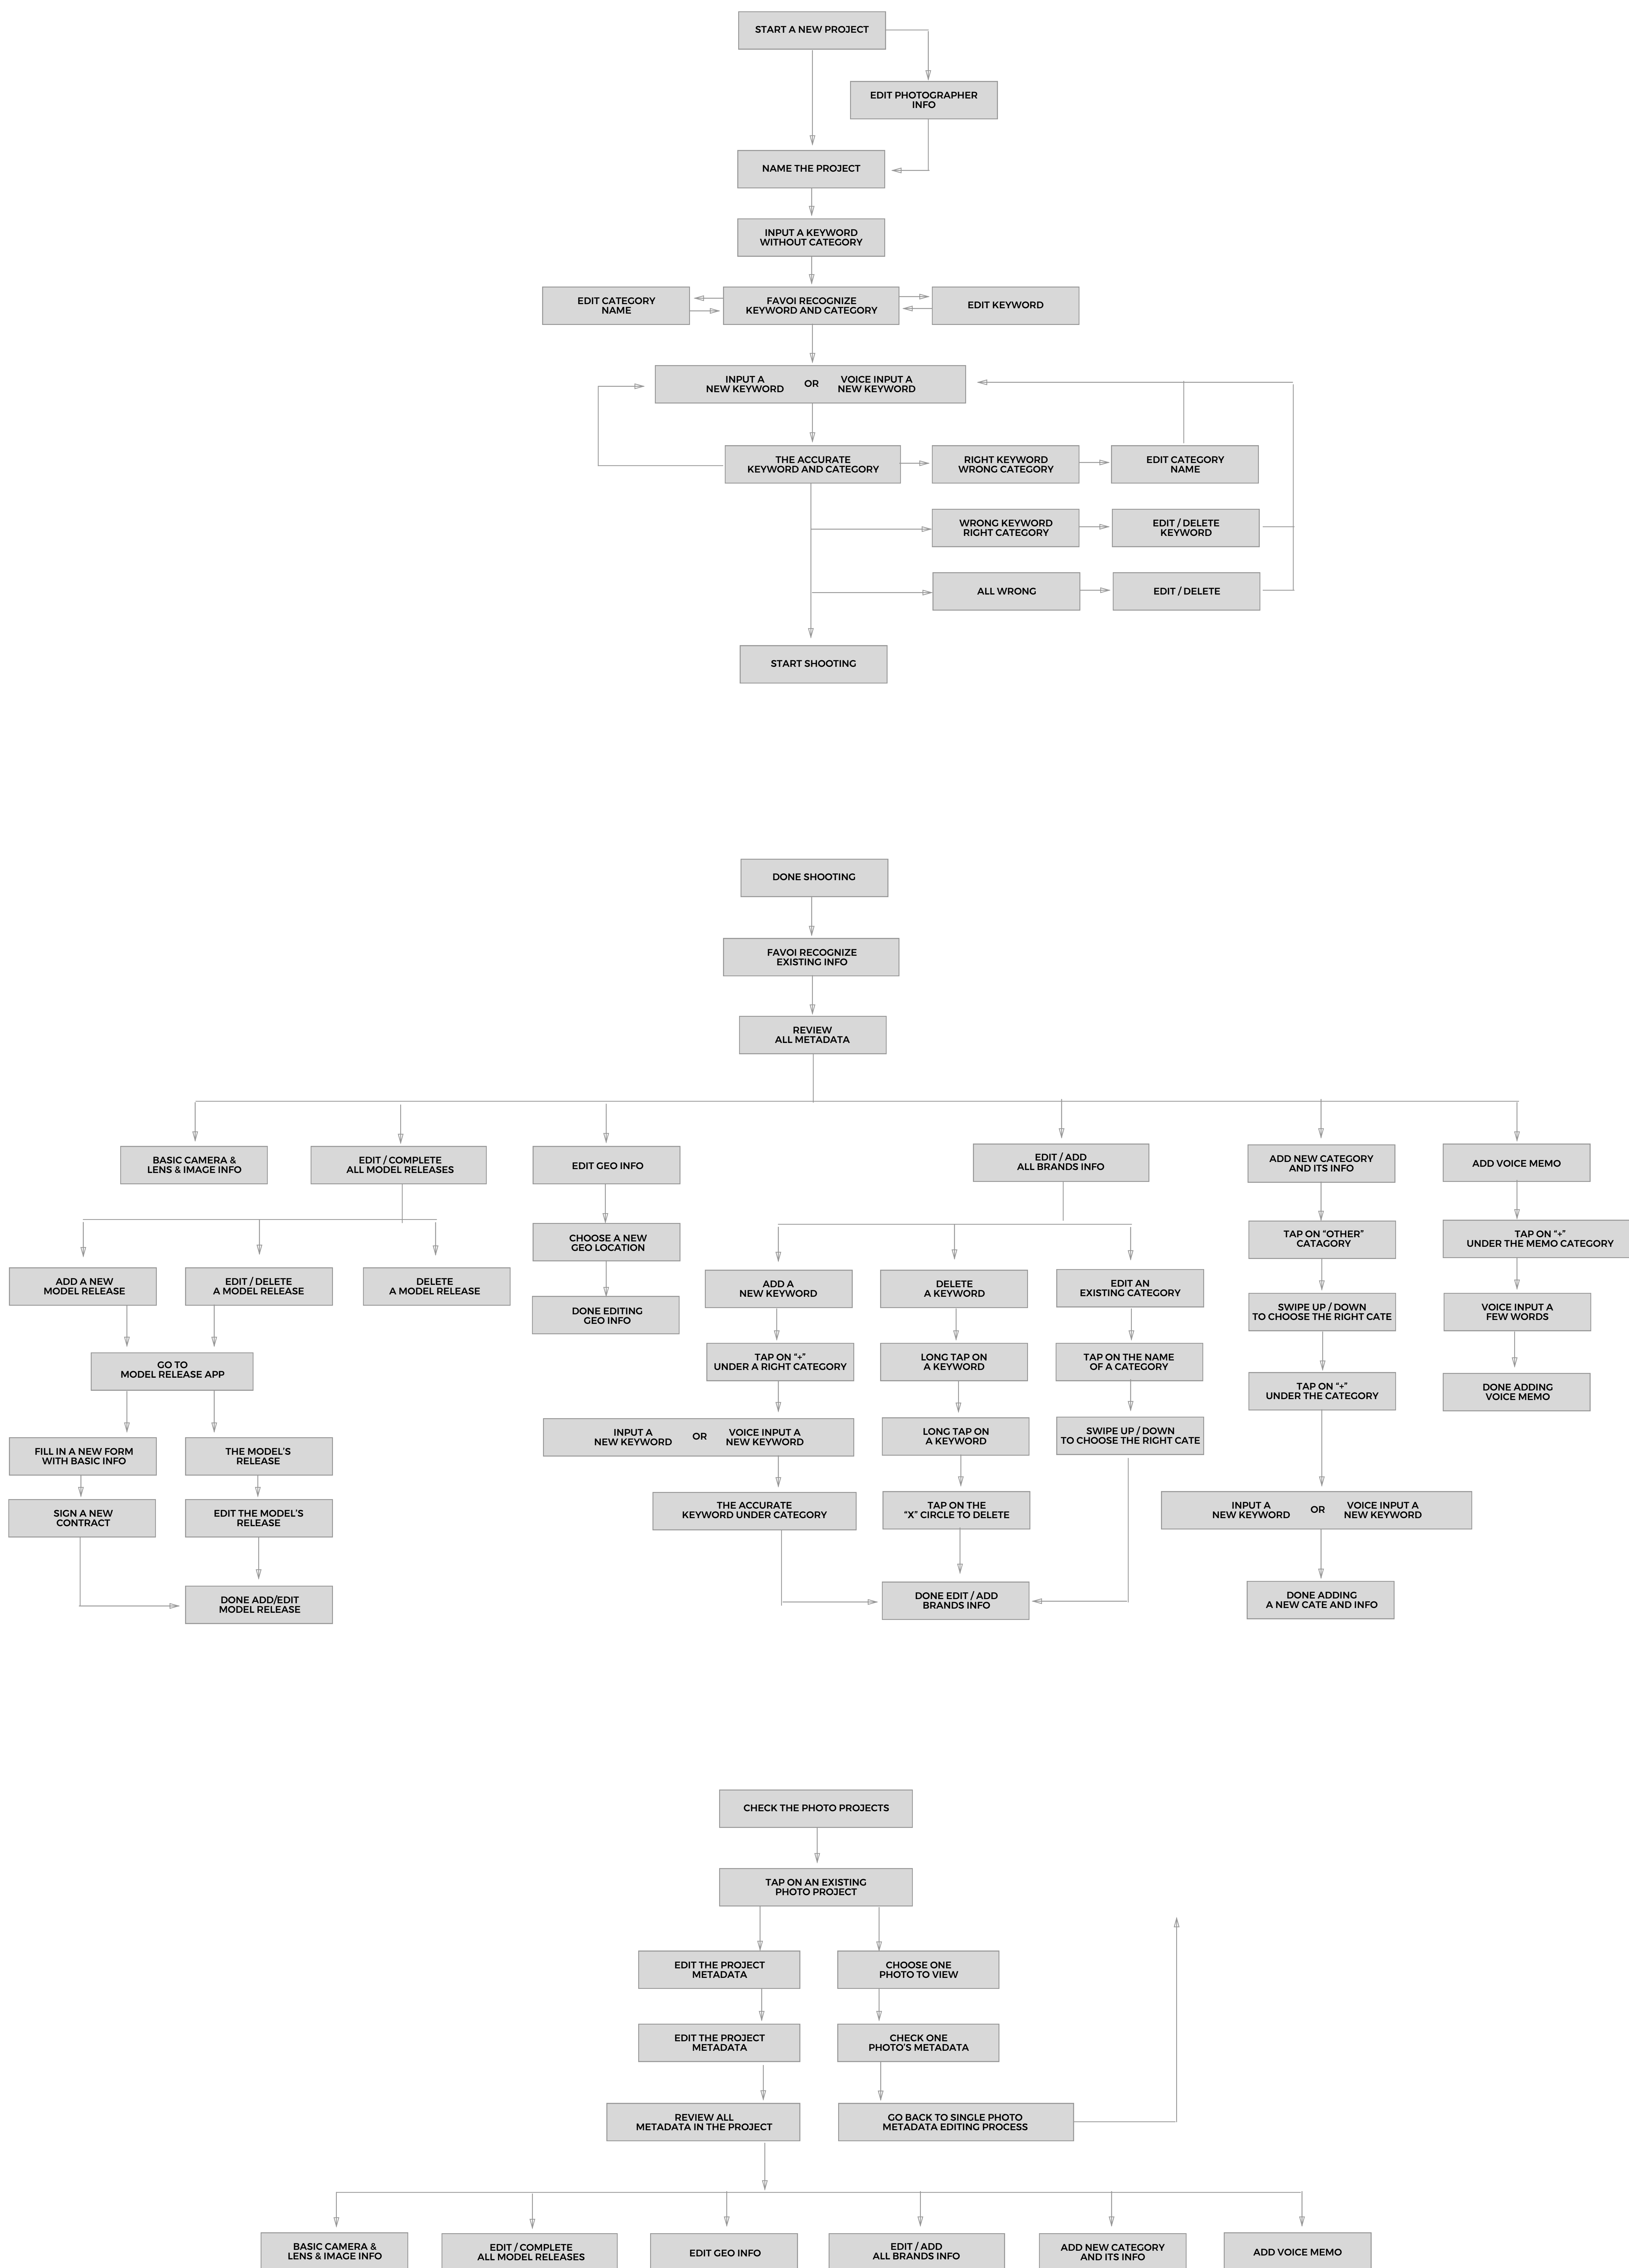 START A NEW PROJECT
EDIT PHOTOGRAPHER
INFO
NAME THE PROJECT
INPUT A KEYWORD
WITHOUT CATEGORY
EDIT CATEGORY
NAME
FAVOI RECOGNIZE
KEYWORD AND CATEGORY
EDIT KEYWORD
INPUT A
NEW KEYWORD
OR
VOICE INPUT A
NEW KEYWORD
THE ACCURATE
KEYWORD AND CATEGORY
RIGHT KEYWORD
WRONG CATEGORY
EDIT CATEGORY
NAME
WRONG KEYWORD
RIGHT CATEGORY
EDIT / DELETE
KEYWORD
ALL WRONG
EDIT / DELETE
START SHOOTING
DONE SHOOTING
FAVOI RECOGNIZE
EXISTING INFO
REVIEW
ALL METADATA
BASIC CAMERA &
LENS & IMAGE INFO
EDIT / COMPLETE
ALL MODEL RELEASES
EDIT GEO INFO
EDIT / ADD
ALL BRANDS INFO
ADD NEW CATEGORY
AND ITS INFO
ADD VOICE MEMO
CHOOSE A NEW
GEO LOCATION
TAP ON “OTHER”
CATAGORY
TAP ON “+”
UNDER THE MEMO CATEGORY
ADD A NEW
MODEL RELEASE
EDIT / DELETE
A MODEL RELEASE
DELETE
A MODEL RELEASE
DONE EDITING
GEO INFO
ADD A
NEW KEYWORD
DELETE
A KEYWORD
EDIT AN
EXISTING CATEGORY
SWIPE UP / DOWN
TO CHOOSE THE RIGHT CATE
VOICE INPUT A
FEW WORDS
GO TO
MODEL RELEASE APP
TAP ON “+”
UNDER A RIGHT CATEGORY
LONG TAP ON
A KEYWORD
TAP ON THE NAME
OF A CATEGORY
TAP ON “+”
UNDER THE CATEGORY
DONE ADDING
VOICE MEMO
FILL IN A NEW FORM
WITH BASIC INFO
THE MODEL’S
RELEASE
INPUT A
NEW KEYWORD
OR
VOICE INPUT A
NEW KEYWORD
LONG TAP ON
A KEYWORD
SWIPE UP / DOWN
TO CHOOSE THE RIGHT CATE
SIGN A NEW
CONTRACT
EDIT THE MODEL’S
RELEASE
THE ACCURATE
KEYWORD UNDER CATEGORY
TAP ON THE
“X” CIRCLE TO DELETE
INPUT A
NEW KEYWORD
OR
VOICE INPUT A
NEW KEYWORD
DONE ADD/EDIT
MODEL RELEASE
DONE EDIT / ADD
BRANDS INFO
DONE ADDING
A NEW CATE AND INFO
CHECK THE PHOTO PROJECTS
TAP ON AN EXISTING
PHOTO PROJECT
EDIT THE PROJECT
METADATA
CHOOSE ONE
PHOTO TO VIEW
EDIT THE PROJECT
METADATA
CHECK ONE
PHOTO’S METADATA
REVIEW ALL
METADATA IN THE PROJECT
GO BACK TO SINGLE PHOTO
METADATA EDITING PROCESS
BASIC CAMERA &
LENS & IMAGE INFO
EDIT / COMPLETE
ALL MODEL RELEASES
EDIT GEO INFO
EDIT / ADD
ALL BRANDS INFO
ADD NEW CATEGORY
AND ITS INFO
ADD VOICE MEMO